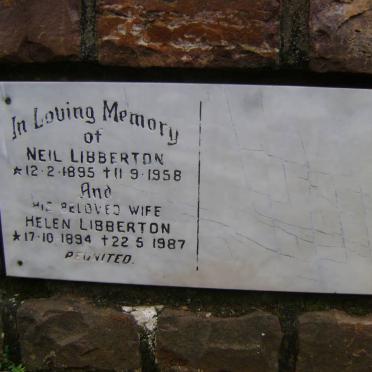 In Loving Memory
of
NEIL LIBBERTON
*12·2·1895 †11·9·1958
And
HIS BELOVED WIFE
HELEN LIBBERTON
*17·10·1894 †22·5·1987
REUNITED.